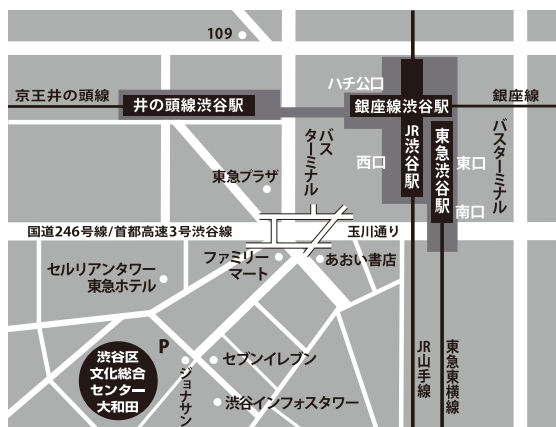 109
ハチ公口
京王井の頭線
井の頭線渋谷駅
銀座線渋谷駅
銀座線
JR渋谷駅
東急渋谷駅
バス
ターミナル
バスターミナル
西口
東口
南口
東急プラザ
国道246号線/首都高速3号渋谷線
玉川通り
ファミリー
マート
あおい書店
セルリアンタワー
東急ホテル
P
渋谷区
文化総合
センター
大和田
ジョナサン
セブンイレブン
渋谷インフォスタワー
JR山手線
東急東横線